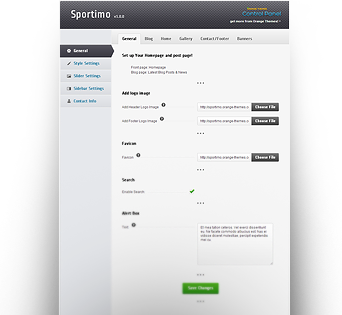 Sportimo v1.0.0
Control Panel
get more from Orange Themes!
General Blog Home Gallery Contact/Footer Banners
General
Style Settings
Slider Settings
Sidebar Settings
Contact Info
Set up Your Homepage and post page!
Front page: Homepage
Blog page: Latest Blog Posts & News
Add logo image
Add Header Logo Image
http://sportimo.orange-themes.c
Choose File
Add Footer Logo Image
http://sportimo.orange-themes.c
Choose File
Favicon
Favicon
http://sportimo.orange-themes.c
Choose File
Search
Enable Search
Alert Box
Text
Save Changes